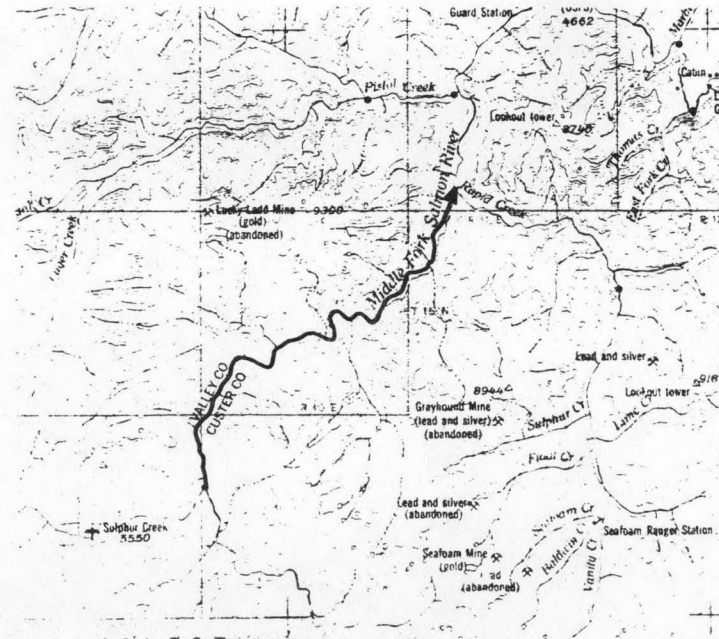 Guard Station
4662
Cabin
Pistol Creek
Lookout tower
8740
Thomas Cr
East Fork Cr
Middle Fork Salmon River
Rapid Creek
Lucky Ladd Mine 9300
(gold)
(abandoned)
T 15 N
VALLEY CO
CUSTER CO
Lead and silver
8944
Lookout tower
Grayhound Mine
(lead and silver)
(abandoned)
Sulphur Cr
Lime Cr
Lead and silver
(abandoned)
Sulphur Creek
5550
Seafoam Cr
Baldwin Cr
Vanity Cr
Seafoam Ranger Station
Seafoam Mine
(gold)
(abandoned)